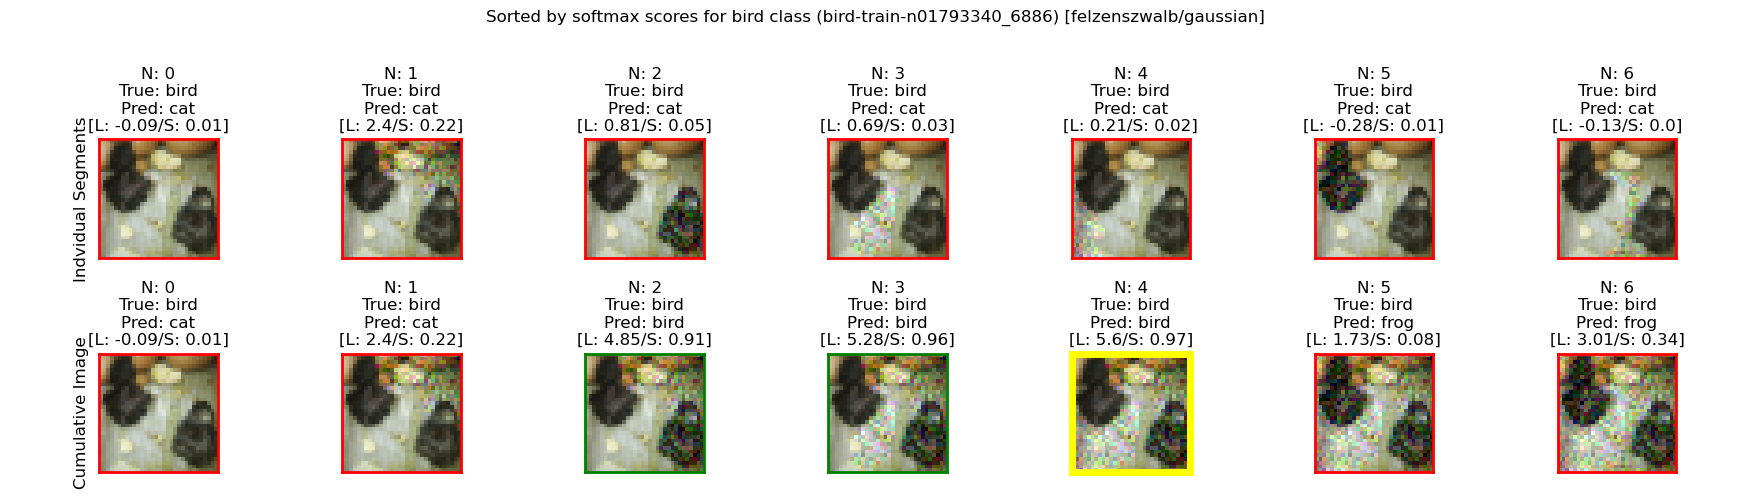 Sorted by softmax scores for bird class (bird-train-n01793340_6886) [felzenszwalb/gaussian]
Indvidual Segments
N: 0
True: bird
Pred: cat
[L: -0.09/S: 0.01]
N: 1
True: bird
Pred: cat
[L: 2.4/S: 0.22]
N: 2
True: bird
Pred: cat
[L: 0.81/S: 0.05]
N: 3
True: bird
Pred: cat
[L: 0.69/S: 0.03]
N: 4
True: bird
Pred: cat
[L: 0.21/S: 0.02]
N: 5
True: bird
Pred: cat
[L: -0.28/S: 0.01]
N: 6
True: bird
Pred: cat
[L: -0.13/S: 0.0]
Cumulative Image
N: 0
True: bird
Pred: cat
[L: -0.09/S: 0.01]
N: 1
True: bird
Pred: cat
[L: 2.4/S: 0.22]
N: 2
True: bird
Pred: bird
[L: 4.85/S: 0.91]
N: 3
True: bird
Pred: bird
[L: 5.28/S: 0.96]
N: 4
True: bird
Pred: bird
[L: 5.6/S: 0.97]
N: 5
True: bird
Pred: frog
[L: 1.73/S: 0.08]
N: 6
True: bird
Pred: frog
[L: 3.01/S: 0.34]